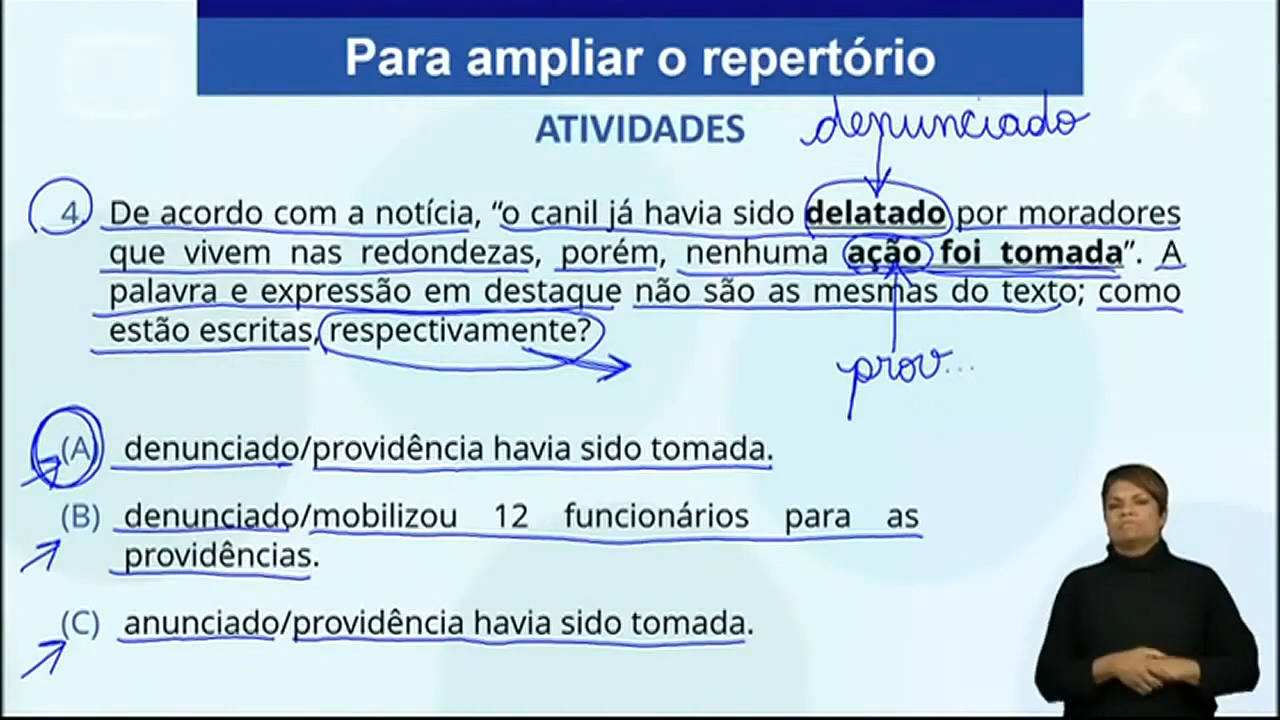 Para ampliar o repertório
ATIVIDADES
denunciado
4. De acordo com a notícia, “o canil já havia sido delatado por moradores
que vivem nas redondezas, porém, nenhuma ação foi tomada”. A
palavra e expressão em destaque não são as mesmas do texto; como
estão escritas, respectivamente?
prov...
(A) denunciado/providência havia sido tomada.
(B) denunciado/mobilizou 12 funcionários para as
providências.
(C) anunciado/providência havia sido tomada.